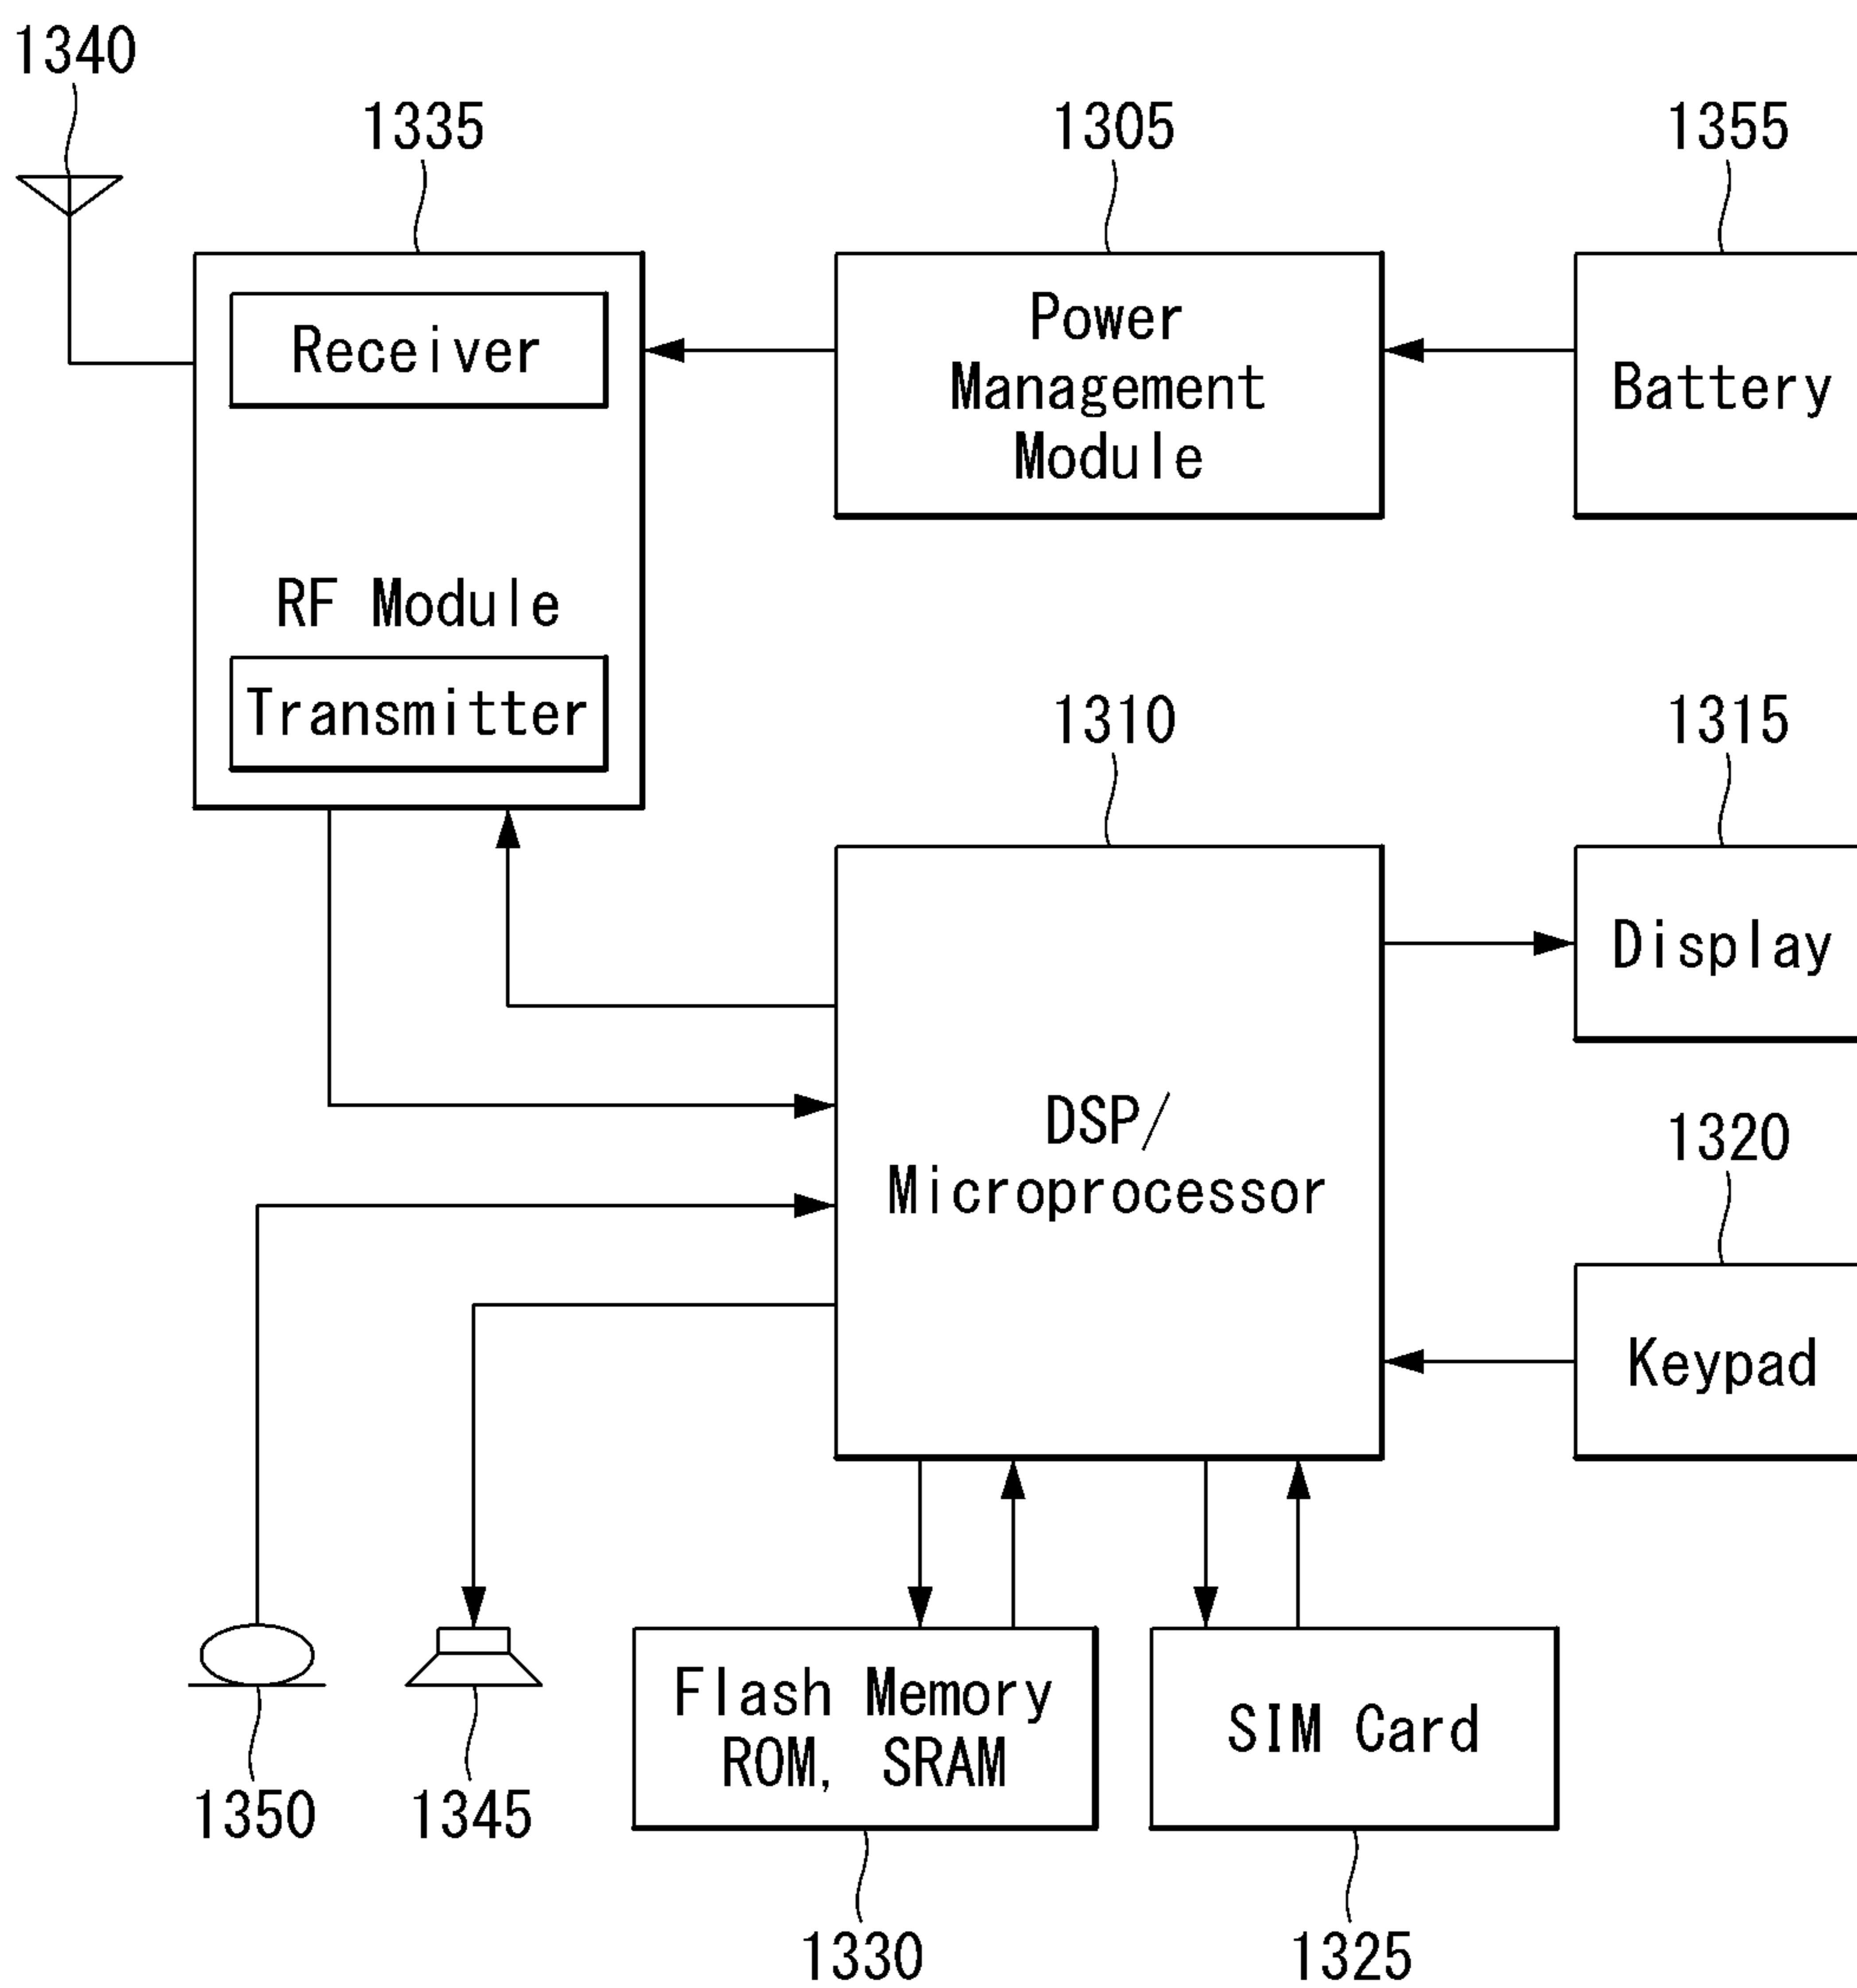 1340
1335
1305
1355
Receiver
RF Module
Transmitter
Power
Management
Module
Battery
1310
1315
DSP/
Microprocessor
Display
1320
Keypad
1350
1345
Flash Memory
ROM, SRAM
SIM Card
1330
1325